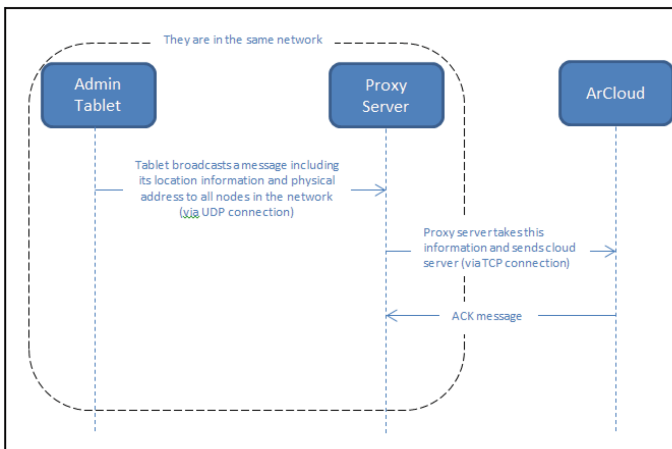 They are in the same network
Admin
Tablet
Proxy
Server
ArCloud
Tablet broadcasts a message including
its location information and physical
address to all nodes in the network
(via UDP connection)
Proxy server takes this
information and sends cloud
server (via TCP connection)
ACK message